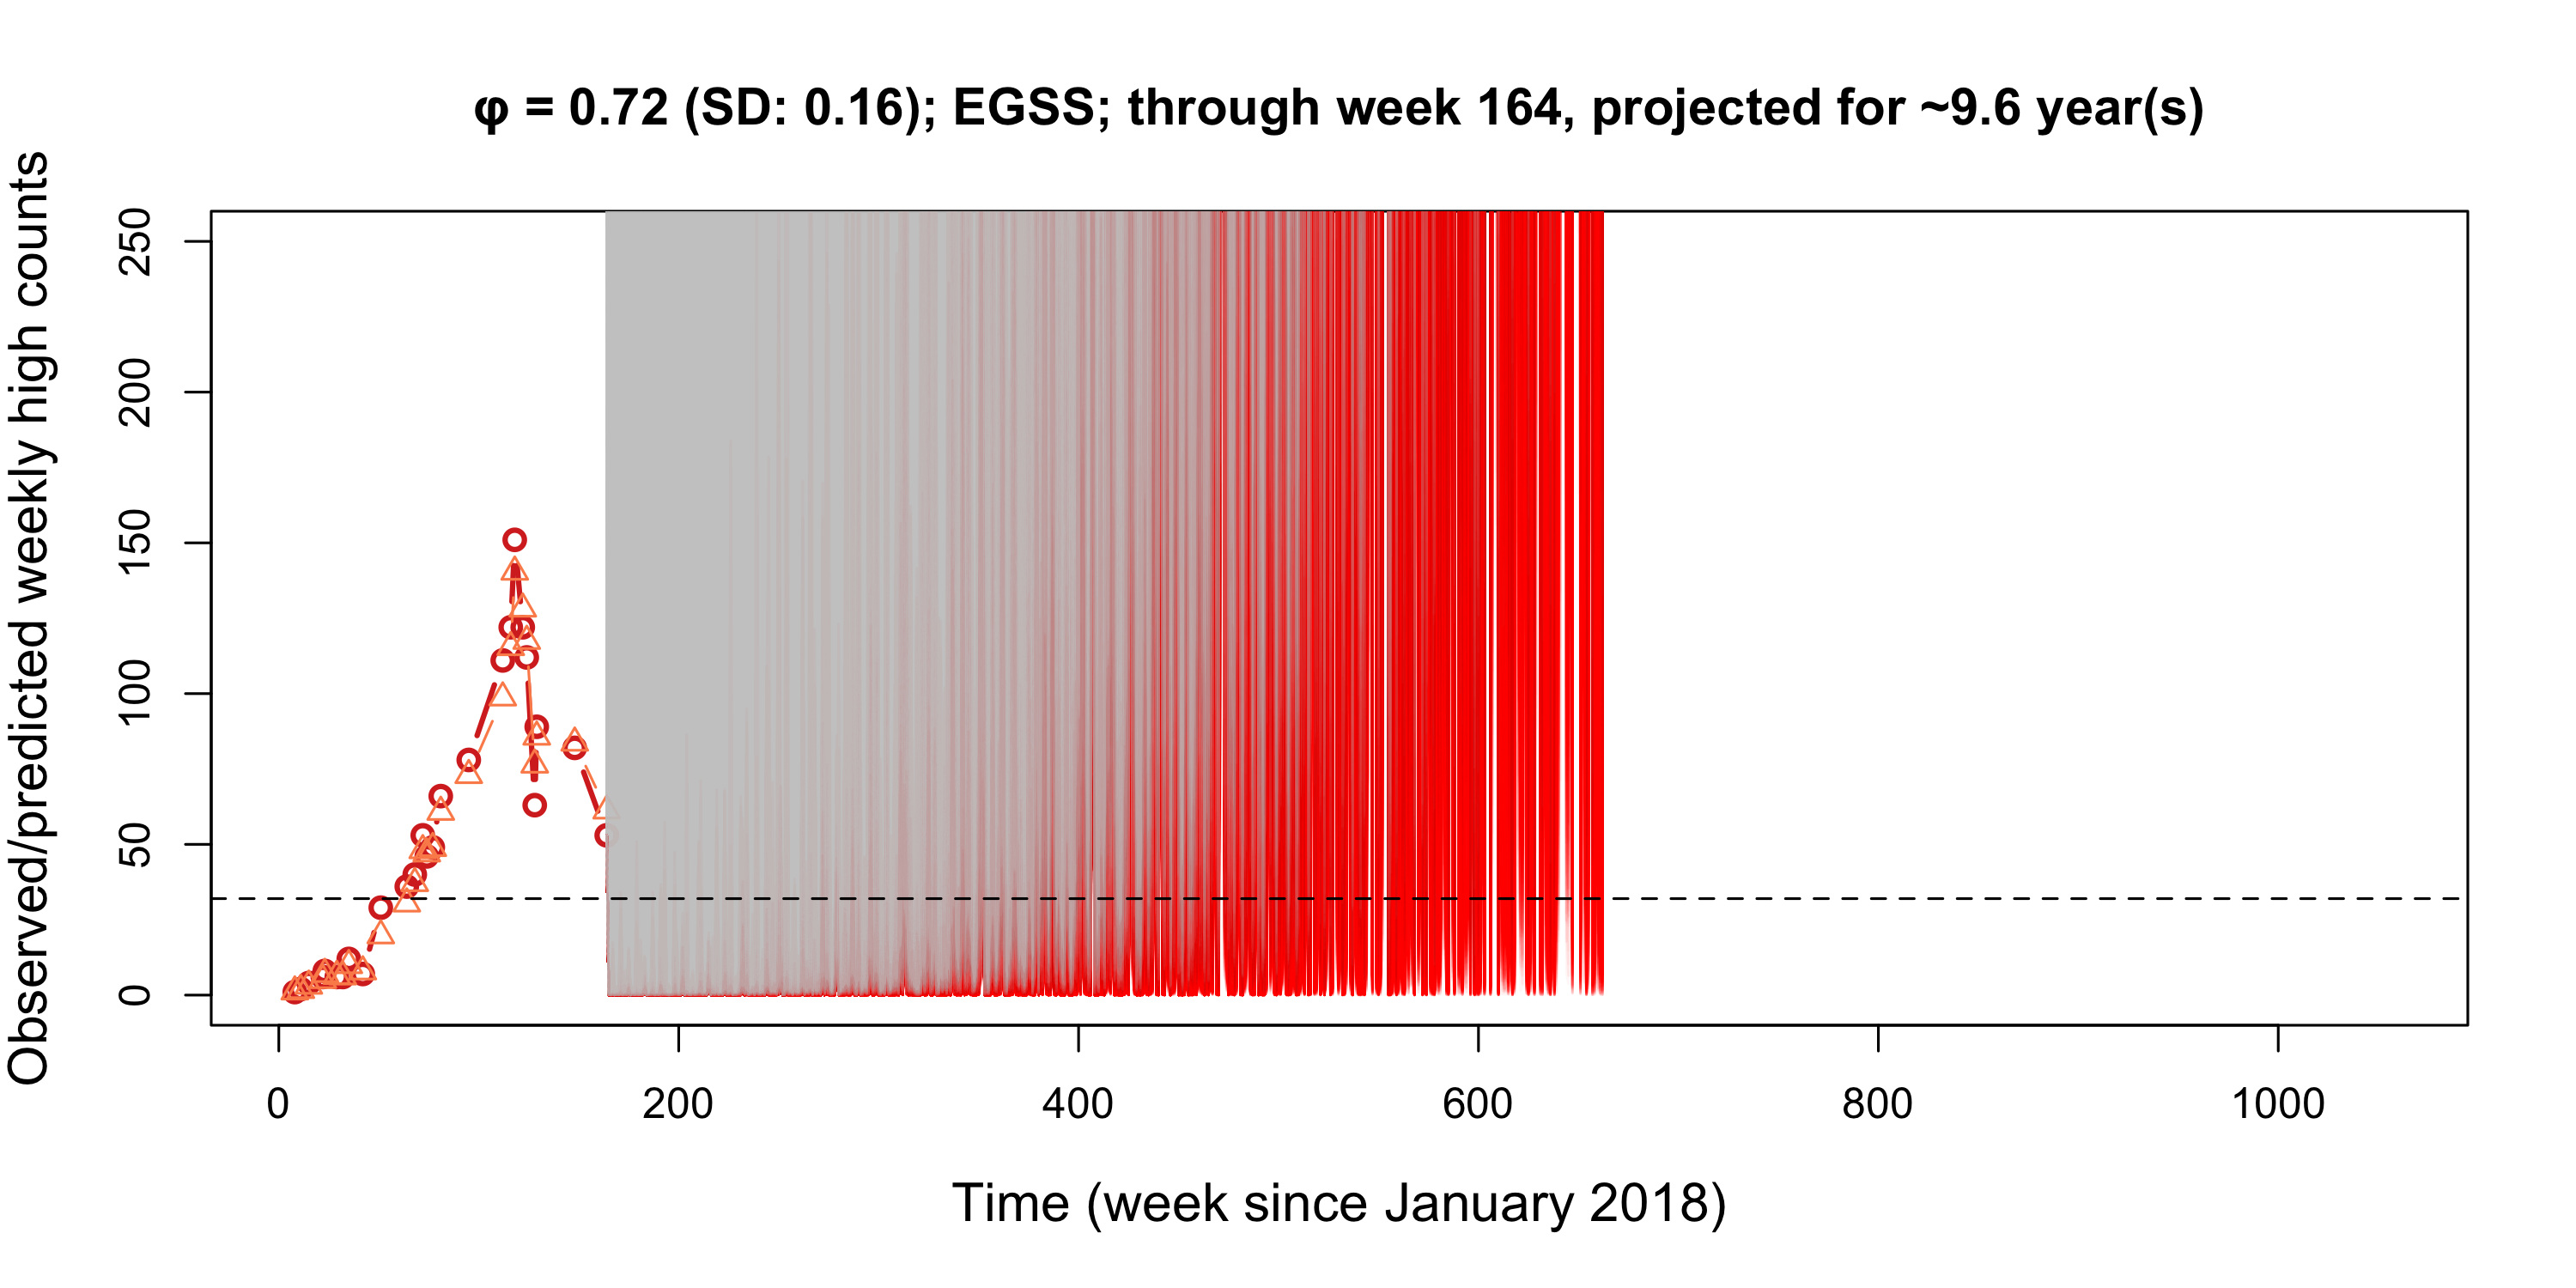 φ = 0.72 (SD: 0.16); EGSS; through week 164, projected for ~9.6 year(s)
Observed/predicted weekly high counts
250
200
150
100
50
0
0 200 400 600 800 1000
Time (week since January 2018)